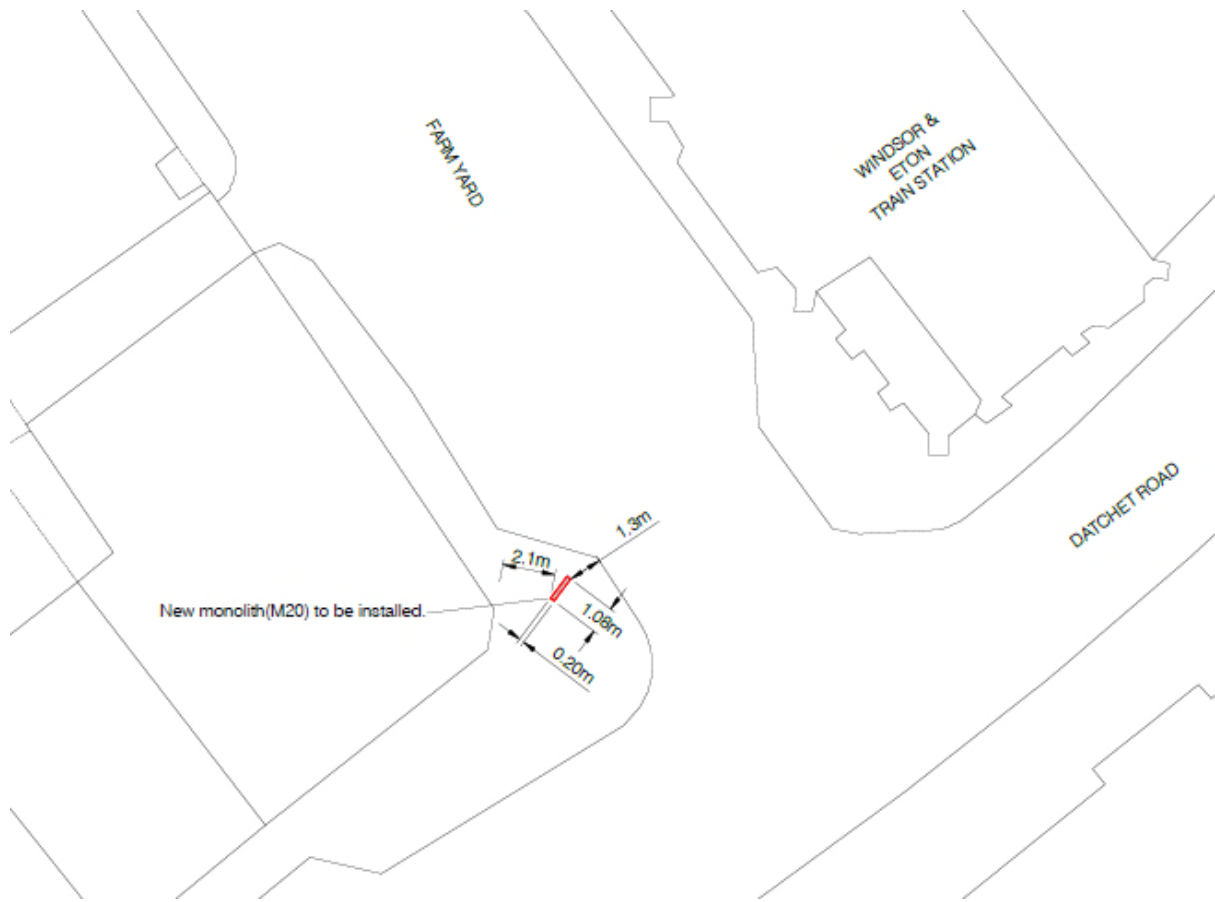 FARM YARD
WINDSOR &
ETON
TRAIN STATION
DATCHET ROAD
1.3m
2.1m
New monolith(M20) to be installed.
1.08m
0.20m